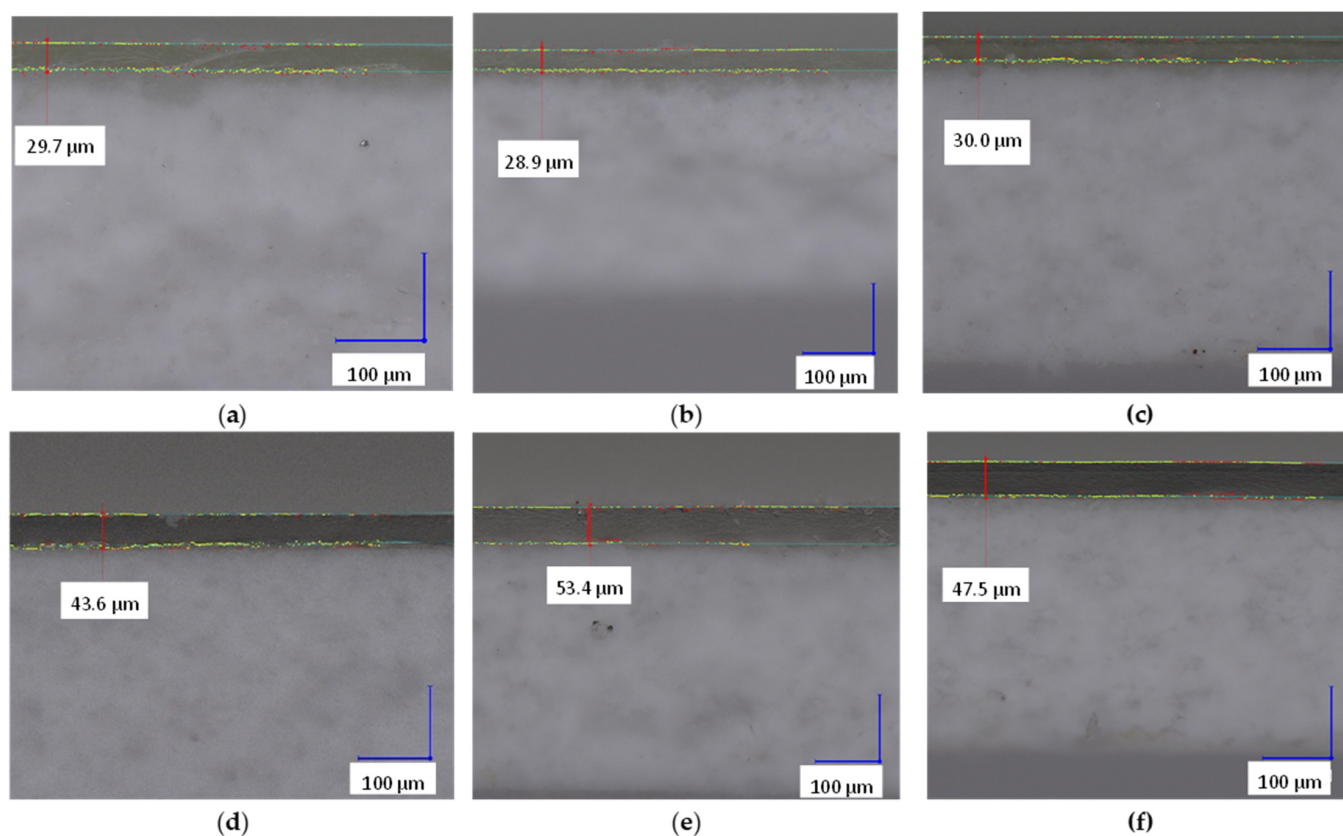 29.7 µm
100 µm
(a)
28.9 µm
100 µm
(b)
30.0 µm
100 µm
(c)
43.6 µm
100 µm
(d)
53.4 µm
100 µm
(e)
47.5 µm
100 µm
(f)